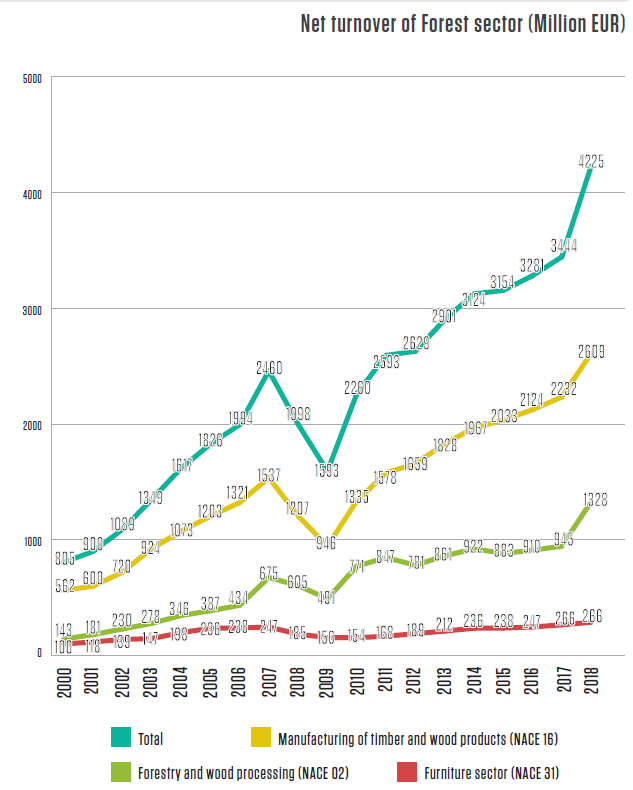 Net turnover of Forest sector (Million EUR)
5000
4000
3000
2000
1000
0
805 900 1089 1349 1617 1826 1994 2460 1998 1593 2260 2593 2629 2901 3124 3154 3281 3444 4225
562 600 720 924 1073 1203 1321 1537 1207 946 1335 1578 1659 1828 1967 2033 2124 2232 2609
143 181 230 278 346 387 434 675 605 491 771 847 781 861 922 883 910 945 1328
100 139 147 198 238 247 185 156 154 168 189 212 236 238 247 266
2000 2001 2002 2003 2004 2005 2006 2007 2008 2009 2010 2011 2012 2013 2014 2015 2016 2017 2018
Total
Manufacturing of timber and wood products (NACE 16)
Forestry and wood processing (NACE 02)
Furniture sector (NACE 31)